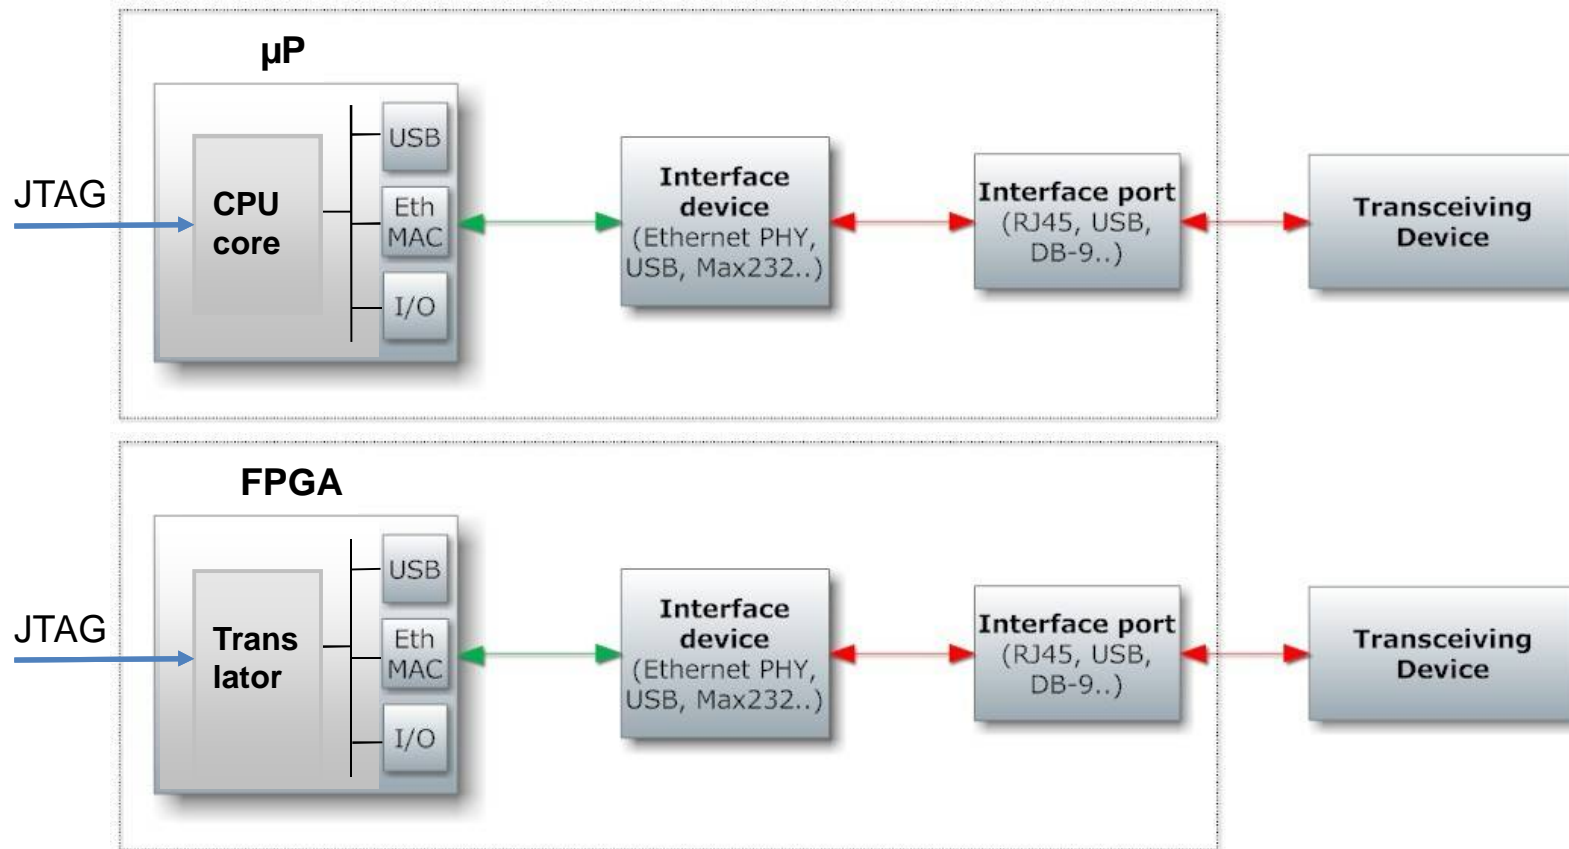 µP
JTAG
CPU
core
USB
Eth
MAC
I/O
Interface
device
(Ethernet PHY,
USB, Max232..)
Interface port
(RJ45, USB,
DB-9..)
Transceiving
Device
FPGA
JTAG
Trans
lator
USB
Eth
MAC
I/O
Interface
device
(Ethernet PHY,
USB, Max232..)
Interface port
(RJ45, USB,
DB-9..)
Transceiving
Device